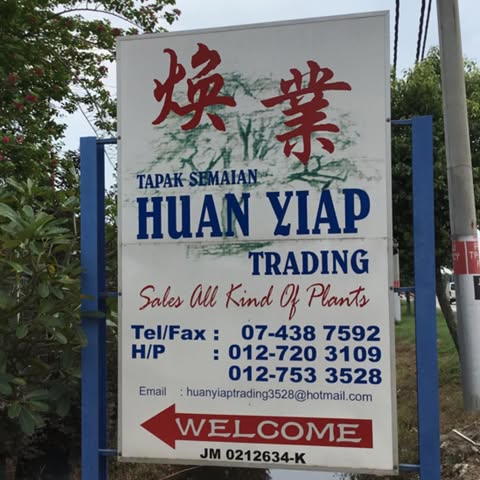 焕業
TAPAK SEMAIAN
HUAN YIAP
TRADING
Sales All Kind Of Plants
Tel/Fax : 07-438 7592
H/P : 012-720 3109
012-753 3528
Email : huanyiaptrading3528@hotmail.com
WELCOME
JM 0212634-K